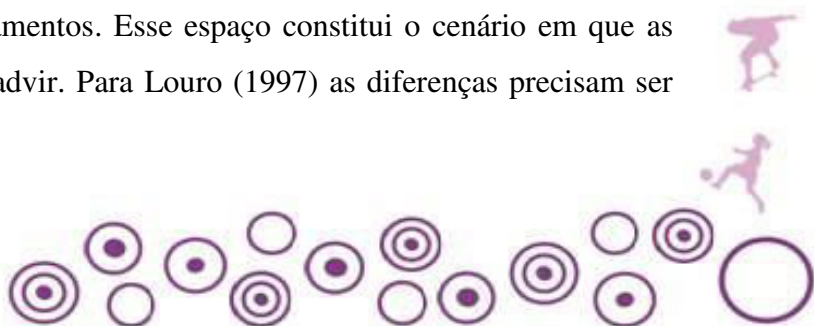 amentos. Esse espaço constitui o cenário em que as
advir. Para Louro (1997) as diferenças precisam ser